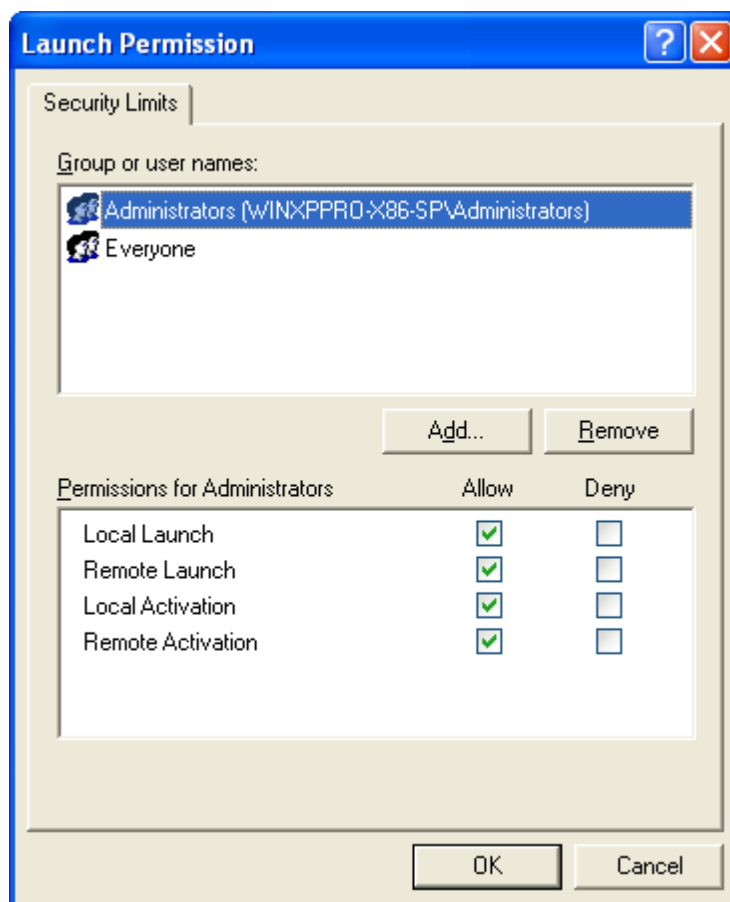 Launch Permission
Security Limits
Group or user names:
Administrators (WINXPPRO-X86-SP\Administrators)
Everyone
Add... Remove
Permissions for Administrators Allow Deny
Local Launch
Remote Launch
Local Activation
Remote Activation
OK Cancel